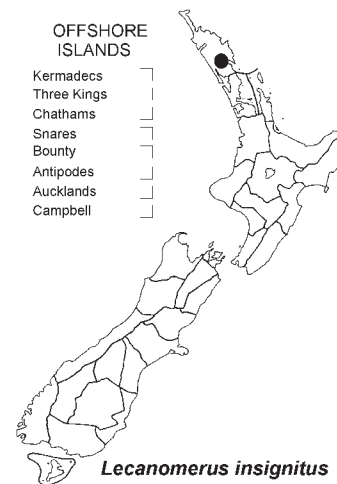 OFFSHORE
ISLANDS
Kermadecs
Three Kings
Chathams
Snares
Bounty
Antipodes
Aucklands
Campbell
Lecanomerus insignitus